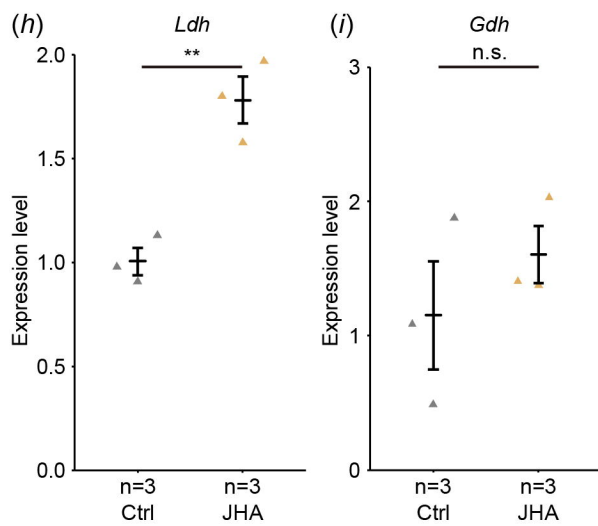 (h)
Ldh
**
Expression level
2.0
1.5
1.0
0.5
0.0
n=3
n=3
Ctrl
JHA
(i)
Gdh
n.s.
Expression level
3
2
1
0
n=3
n=3
Ctrl
JHA